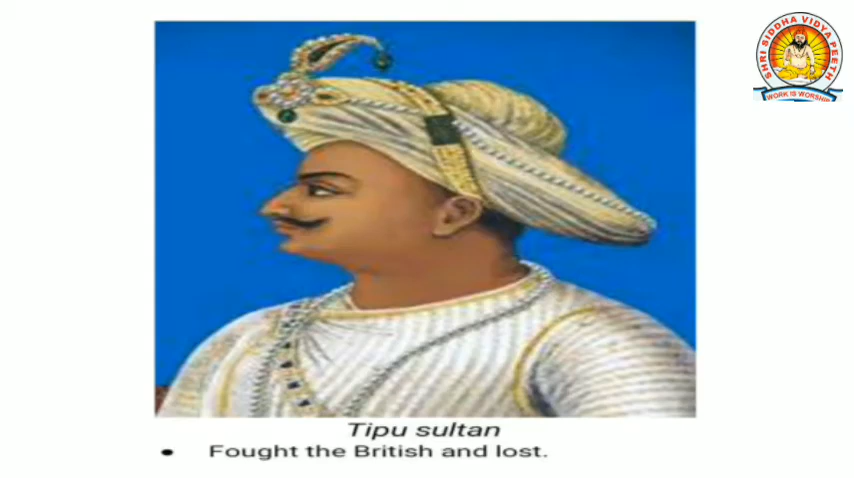 SHRI SIDDHA VIDYA PEETH
WORK IS WORSHIP
Tipu sultan
• Fought the British and lost.